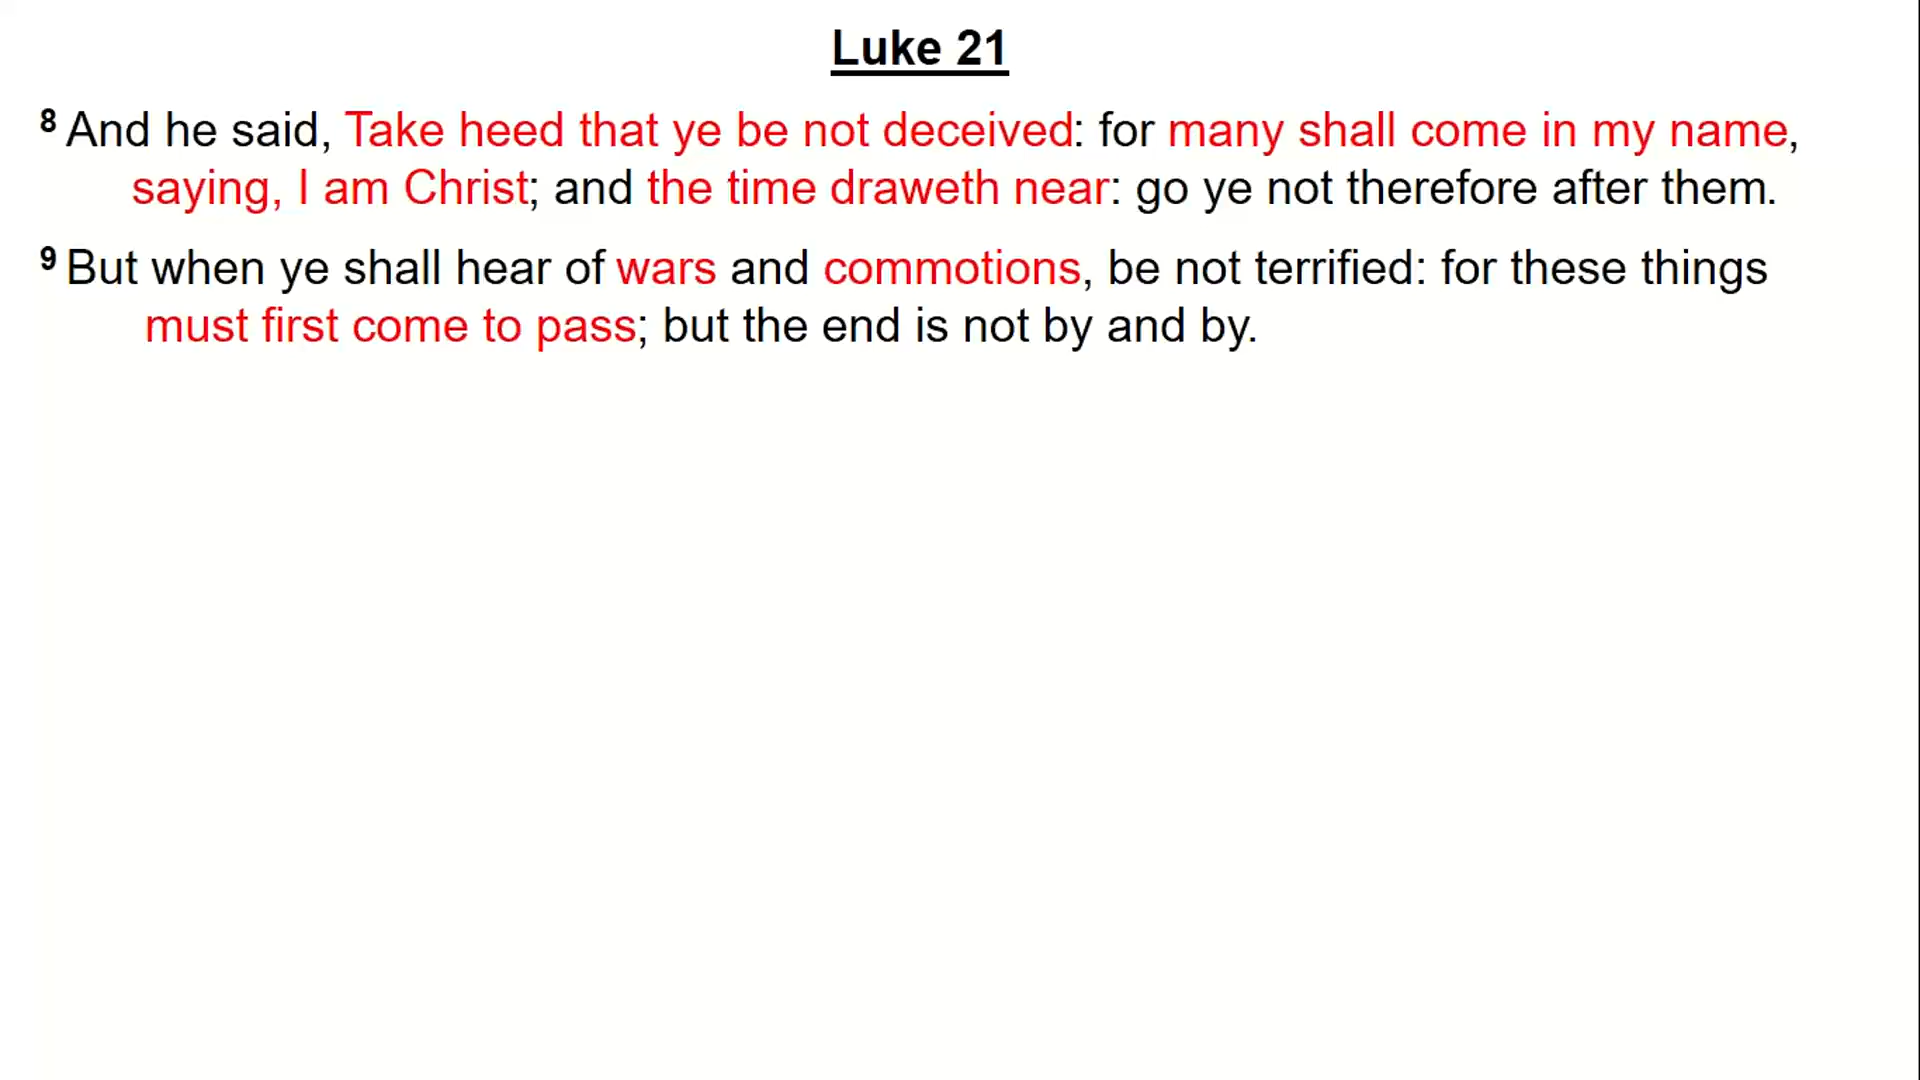 Luke 21
8 And he said, Take heed that ye be not deceived: for many shall come in my name,
saying, I am Christ; and the time draweth near: go ye not therefore after them.
9 But when ye shall hear of wars and commotions, be not terrified: for these things
must first come to pass; but the end is not by and by.